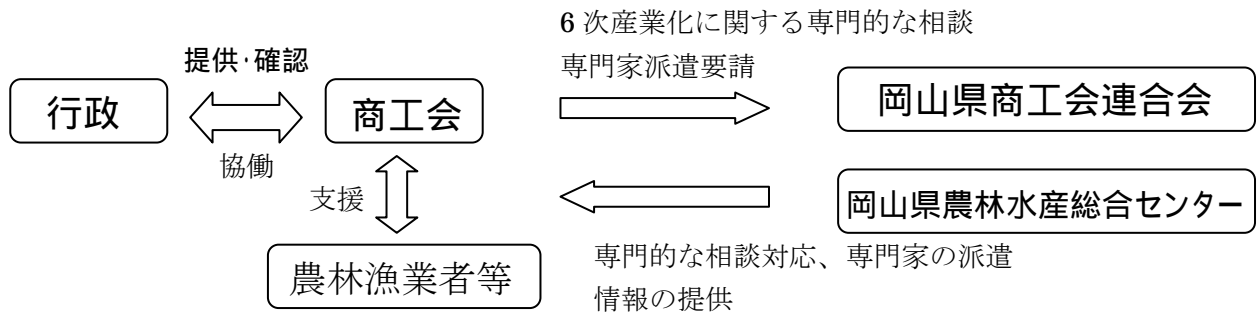 6 次産業化に関する専門的な相談
専門家派遣要請
提供・確認
行政
商工会
岡山県商工会連合会
協働
支援
岡山県農林水産総合センター
農林漁業者等
専門的な相談対応、専門家の派遣
情報の提供